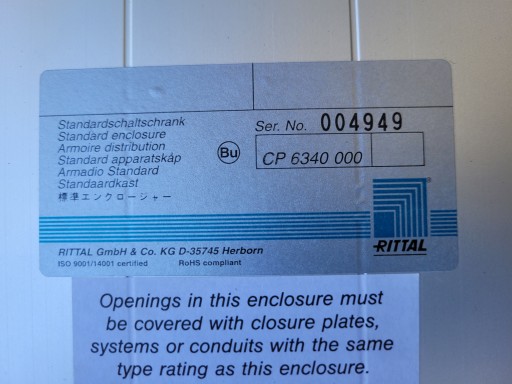 Standardschaltschrank
Standard enclosure
Armoire distribution
Standard apparatskåp
Armadio Standard
Standaardkast
標準エンクロージャー
Bu
Ser. No. 004949
CP 6340 000
RITTAL
RITTAL GmbH & Co. KG D-35745 Herborn
ISO 9001/14001 certified RoHS compliant
Openings in this enclosure must
be covered with closure plates,
systems or conduits with the same
type rating as this enclosure.